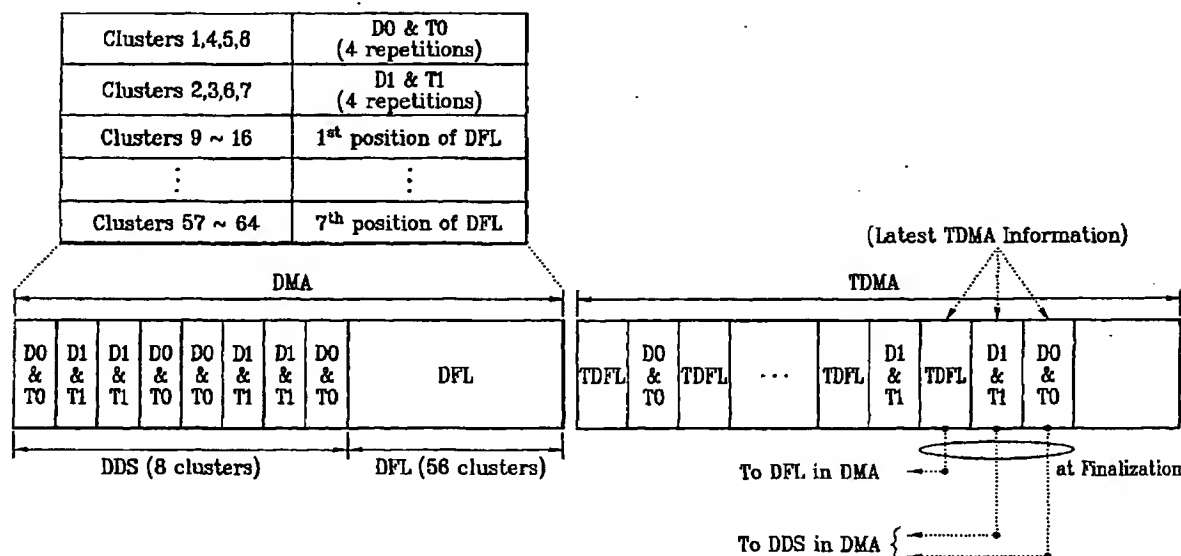 Clusters 1,4,5,8
D0 & T0
(4 repetitions)
Clusters 2,3,6,7
D1 & T1
(4 repetitions)
Clusters 9 ~ 16
1st position of DFL
⋮
⋮
Clusters 57 ~ 64
7th position of DFL
(Latest TDMA Information)
DMA
TDMA
D0 & T0
D1 & T1
D1 & T1
D0 & T0
D0 & T0
D1 & T1
D1 & T1
D0 & T0
DFL
TDFL
D0 & T0
TDFL
...
TDFL
D1 & T1
TDFL
D1 & T1
D0 & T0
DDS (8 clusters)
DFL (56 clusters)
To DFL in DMA
at Finalization
To DDS in DMA {